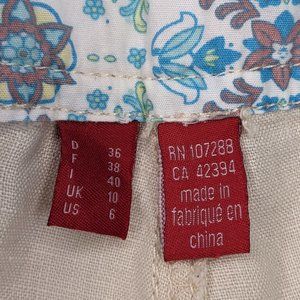 D 36
F 38
I 40
UK 10
US 6
RN 107288
CA 42394
made in
fabriqué en
china